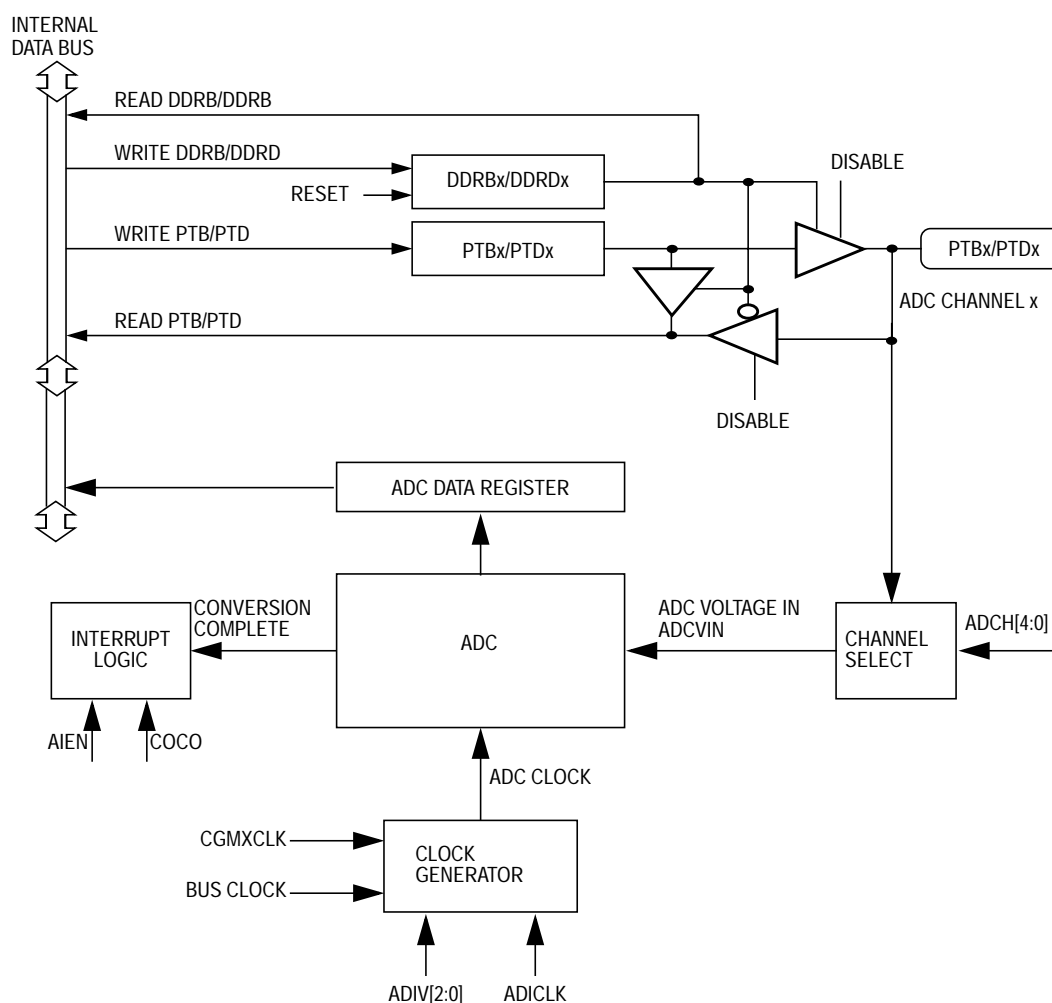 INTERNAL
DATA BUS
READ DDRB/DDRB
WRITE DDRB/DDRD
DISABLE
DDRBx/DDRDx
RESET
WRITE PTB/PTD
PTBx/PTDx
PTBx/PTDx
ADC CHANNEL x
READ PTB/PTD
DISABLE
ADC DATA REGISTER
CONVERSION
COMPLETE
INTERRUPT
LOGIC
ADC
ADC VOLTAGE IN
ADCVIN
CHANNEL
SELECT
ADCH[4:0]
AIEN
COCO
ADC CLOCK
CGMXCLK
CLOCK
GENERATOR
BUS CLOCK
ADIV[2:0]
ADICLK